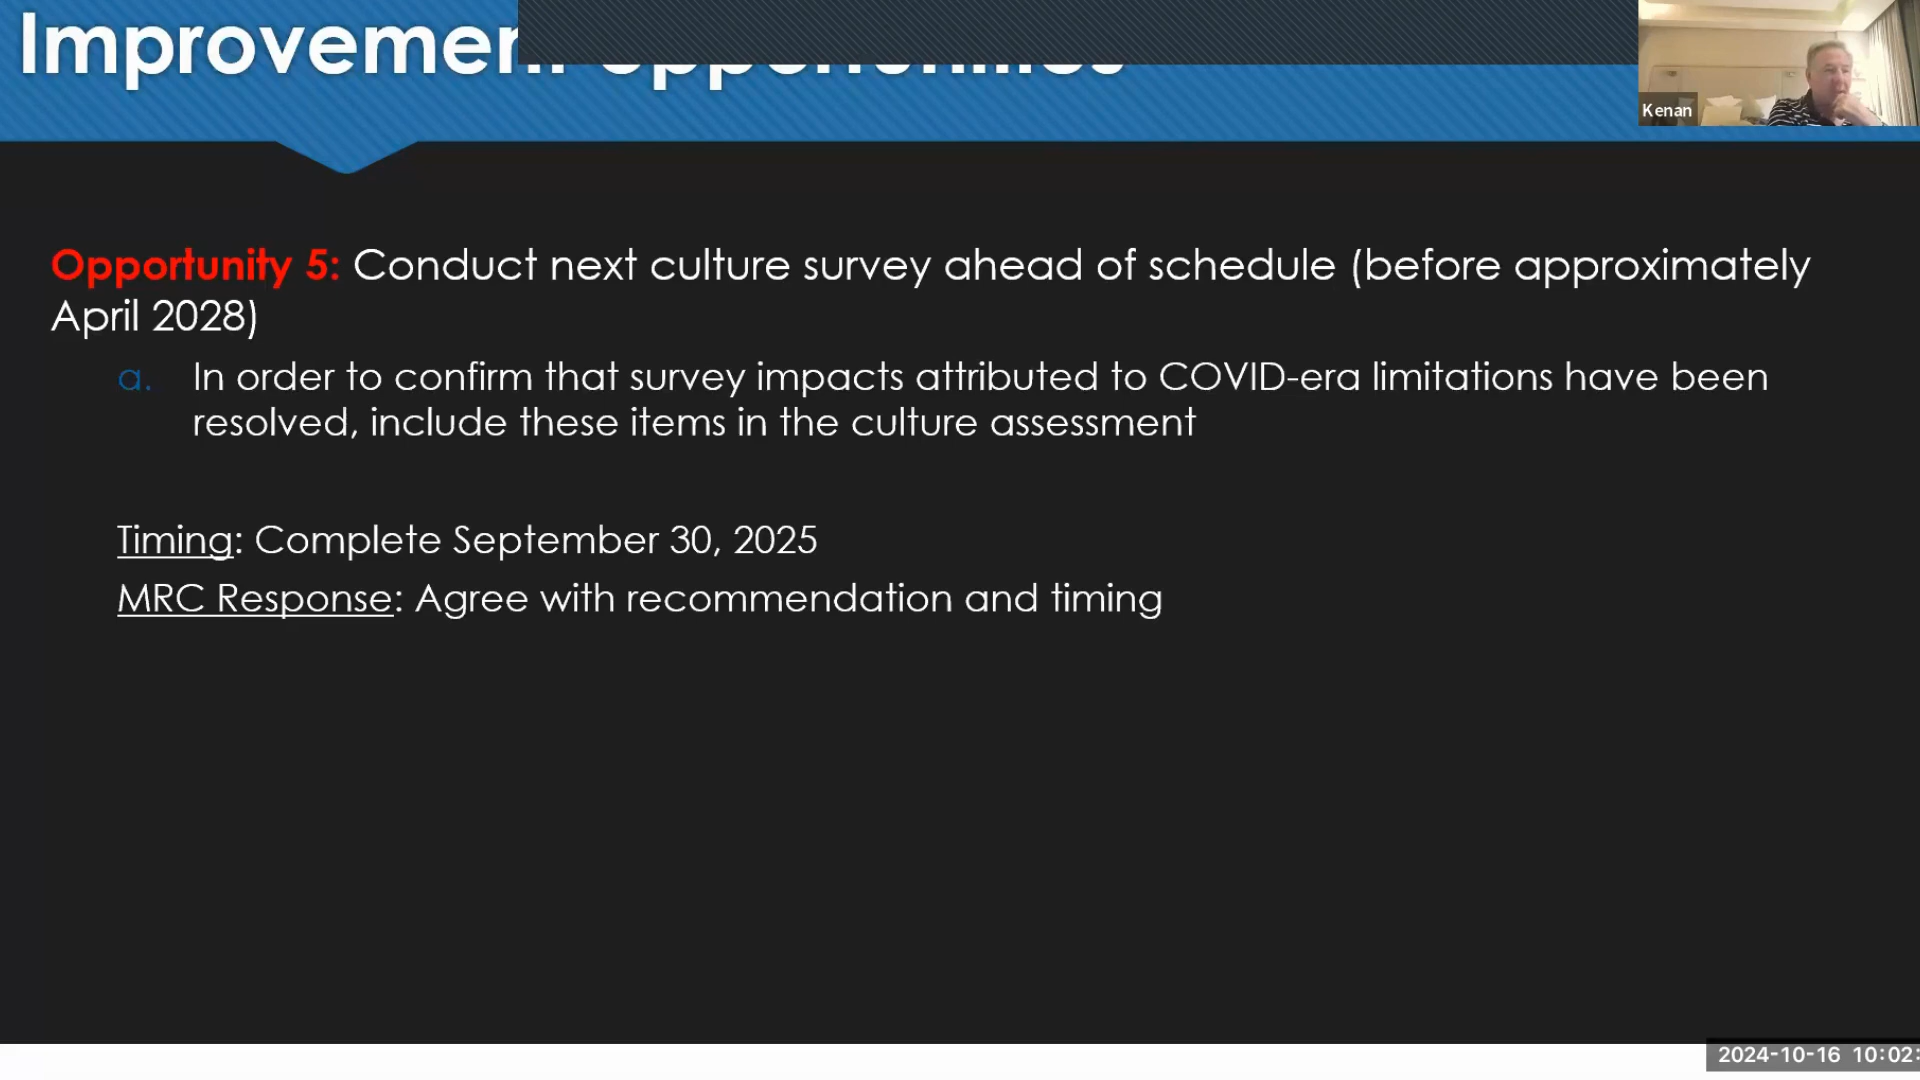 Improvement Opportunities
Kenan
Opportunity 5: Conduct next culture survey ahead of schedule (before approximately
April 2028)
a. In order to confirm that survey impacts attributed to COVID-era limitations have been
resolved, include these items in the culture assessment
Timing: Complete September 30, 2025
MRC Response: Agree with recommendation and timing
2024-10-16 10:02: